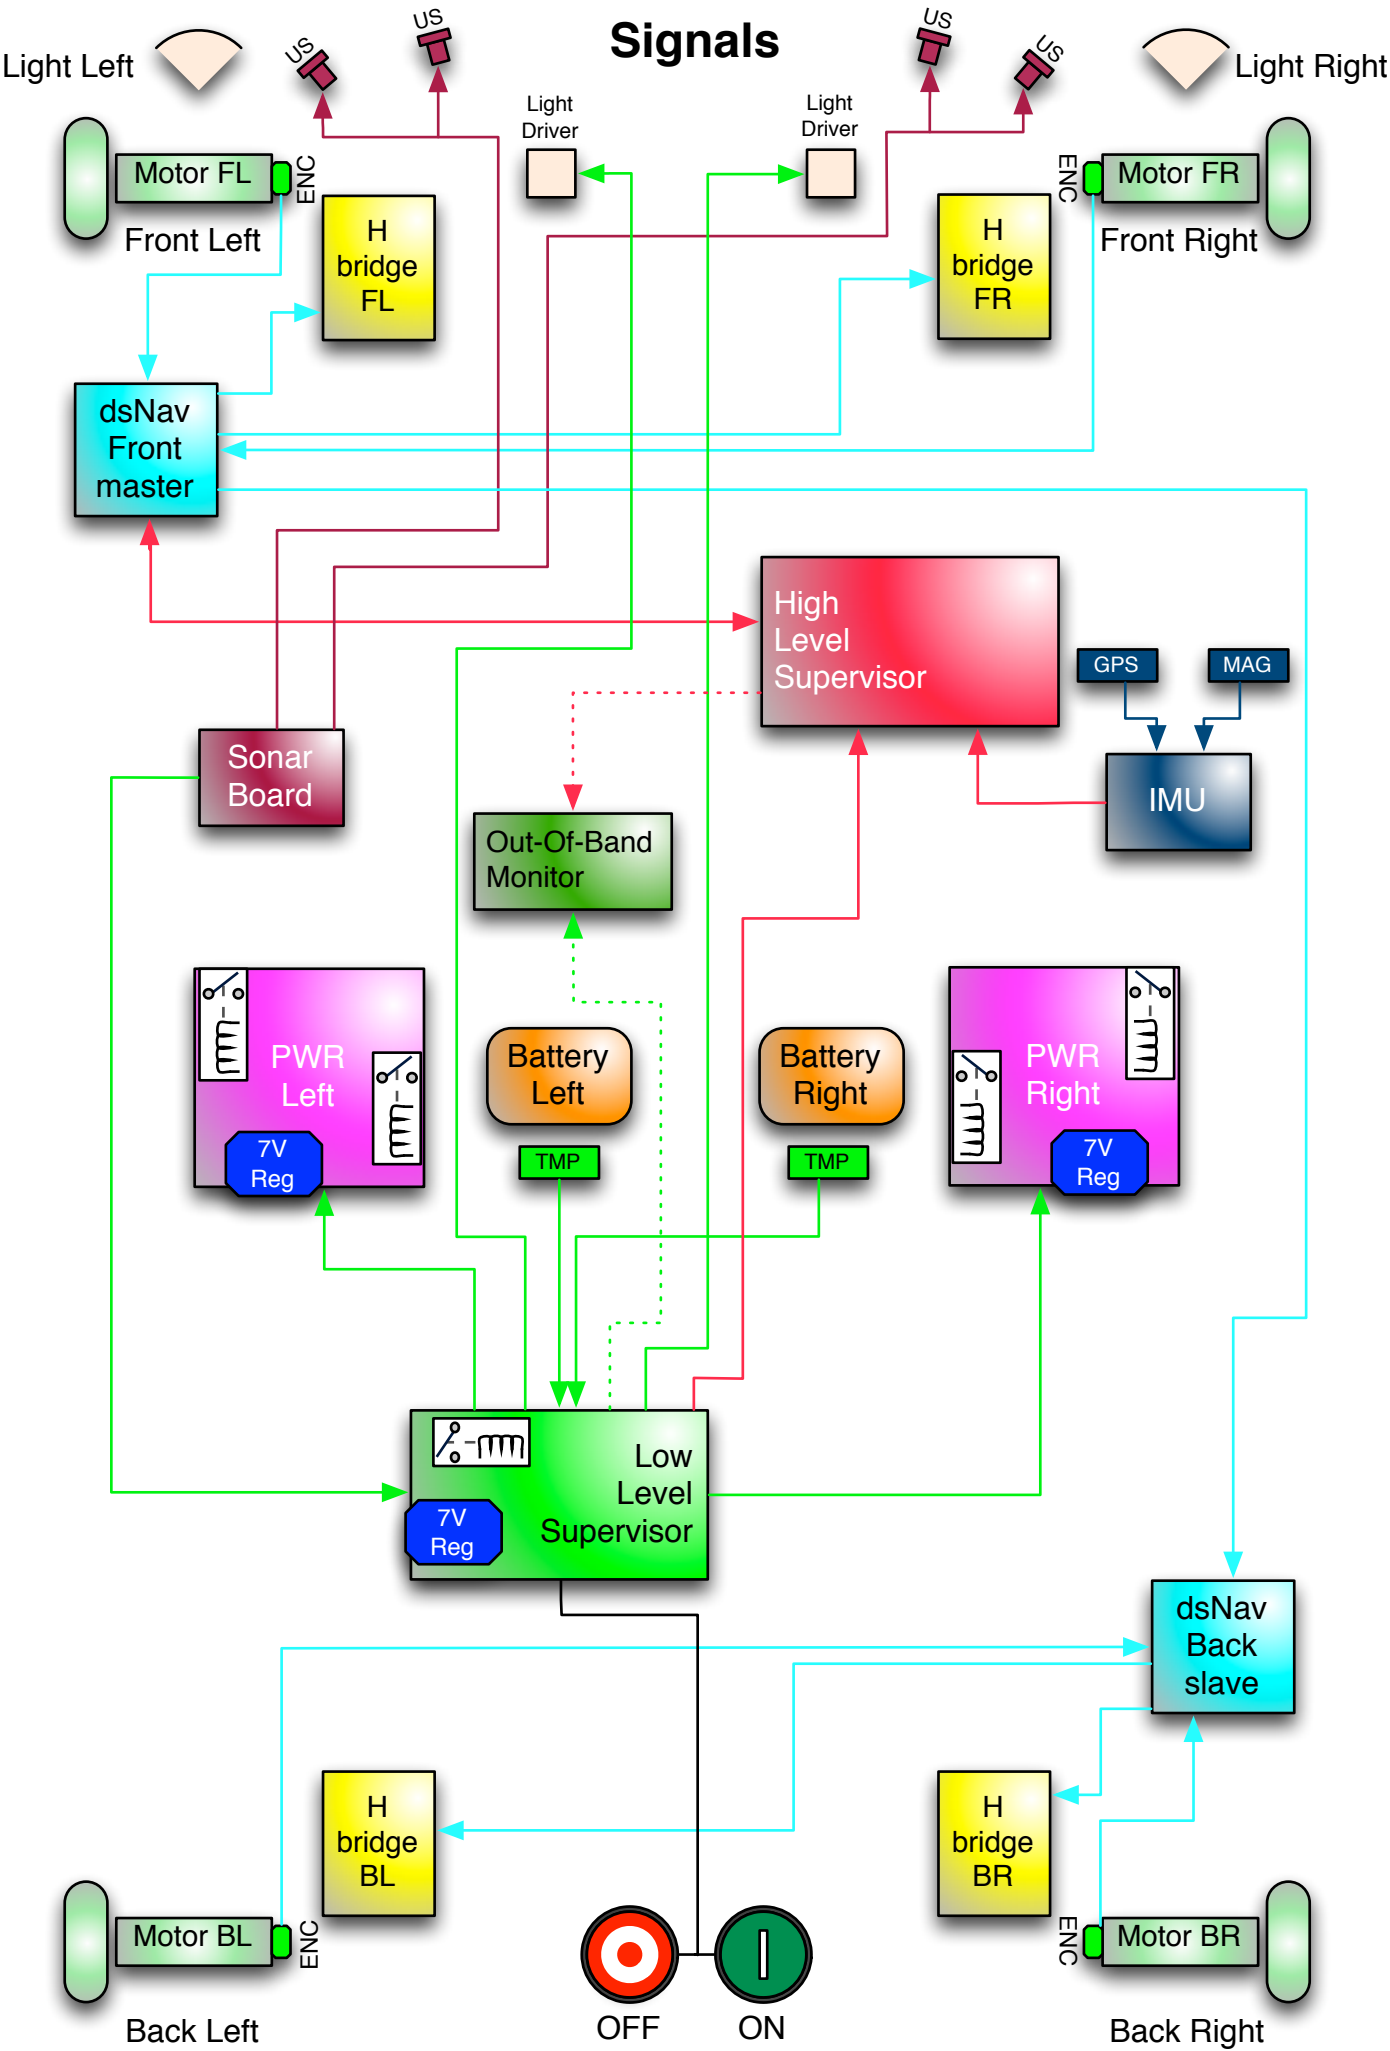 Signals
Light Left
US
US
US
US
Light Right
Light
Driver
Light
Driver
Motor FL
ENC
Front Left
H
bridge
FL
H
bridge
FR
ENC
Motor FR
Front Right
dsNav
Front
master
High
Level
Supervisor
GPS
MAG
IMU
Sonar
Board
Out-Of-Band
Monitor
PWR
Left
7V
Reg
Battery
Left
TMP
Battery
Right
TMP
PWR
Right
7V
Reg
Low
Level
Supervisor
7V
Reg
dsNav
Back
slave
H
bridge
BL
H
bridge
BR
Motor BL
ENC
Back Left
OFF
ON
ENC
Motor BR
Back Right